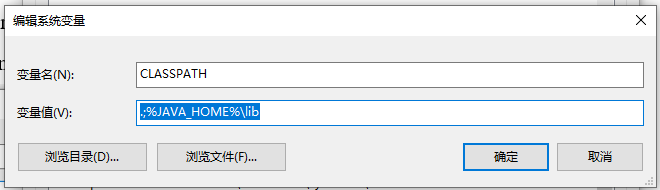 编辑系统变量
变量名(N):
CLASSPATH
变量值(V):
.;%JAVA_HOME%\lib
浏览目录(D)...
浏览文件(F)...
确定
取消